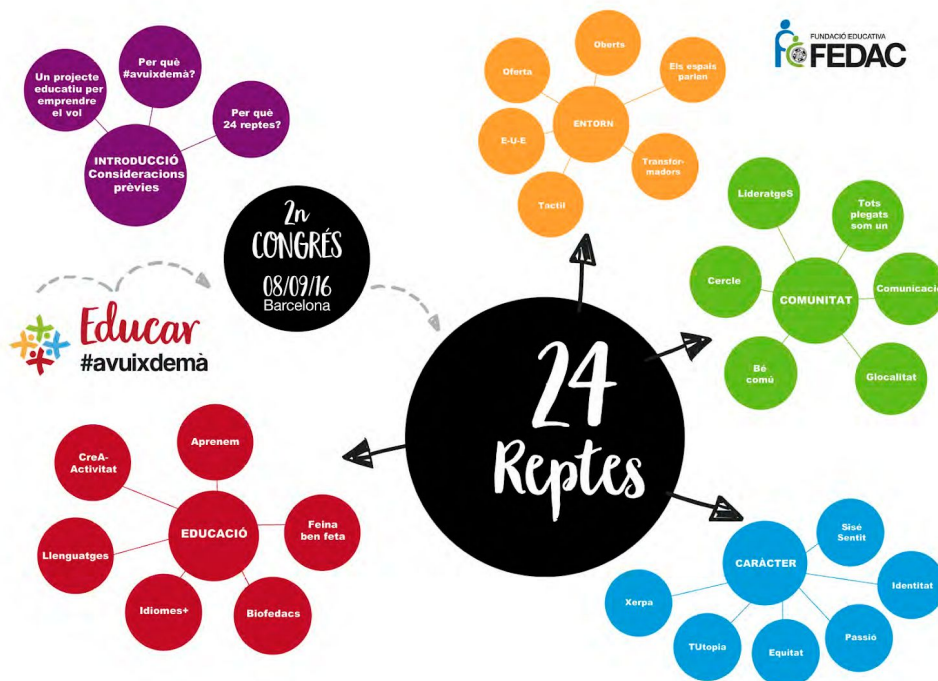 Un projecte
educatiu per
emprendre
el vol
Per què
#avuixdemà?
Per què
24 reptes?
INTRODUCCIÓ
Consideracions
prèvies
2n
CONGRÉS
08/09/16
Barcelona
Educar
#avuixdemà
24
Reptes
FUNDACIÓ EDUCATIVA
FEDAC
ENTORN
Oferta
Oberts
Els espais
parlen
E-U-E
Transfor-
madors
Tactil
COMUNITAT
LideratgeS
Tots
plegats
som un
Cercle
Comunicació
Bé
comú
Glocalitat
EDUCACIÓ
CreA-
Activitat
Aprenem
Feina
ben feta
Llenguatges
Idiomes+
Biofedacs
CARÀCTER
Sisé
Sentit
Identitat
Xerpa
TUtopia
Equitat
Passió